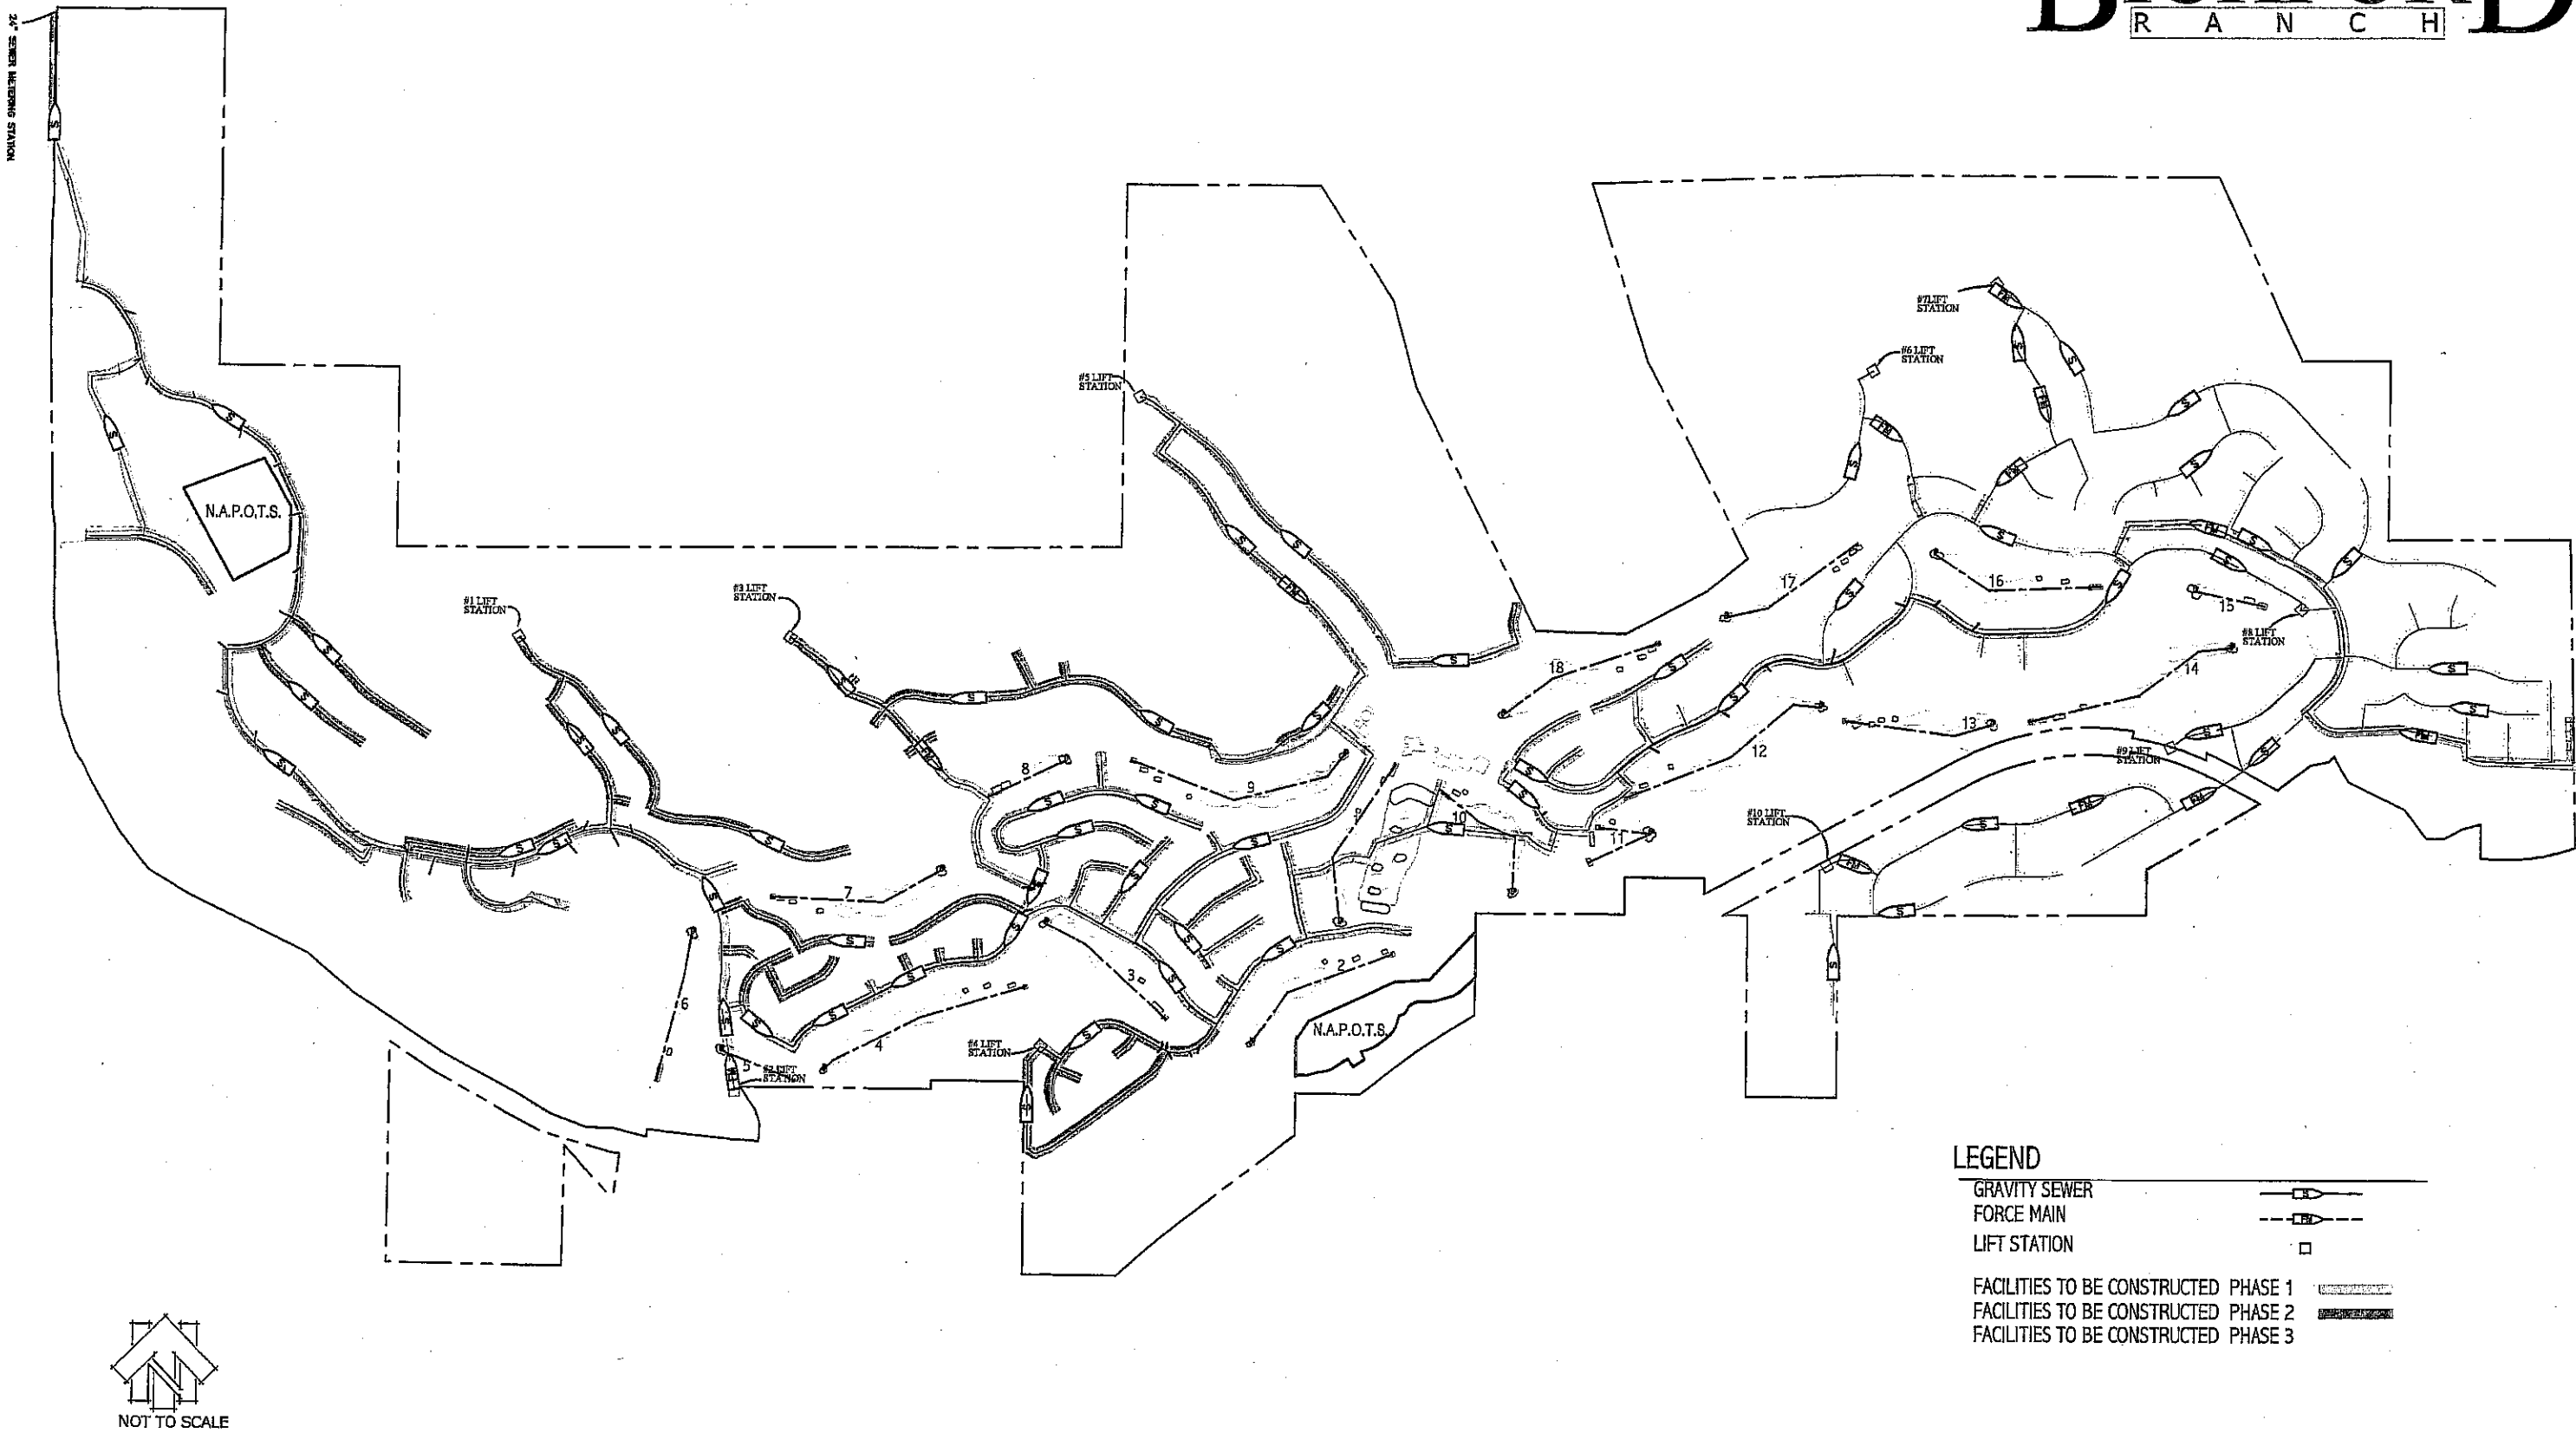 R A N C H
24" SEWER METERING STATION
#7 LIFT
STATION
#6 LIFT
STATION
#5 LIFT
STATION
N.A.P.O.T.S.
#1 LIFT
STATION
#3 LIFT
STATION
17
16
15
#8 LIFT
STATION
18
14
13
12
#9 LIFT
STATION
8
9
10
11
#10 LIFT
STATION
7
6
3
2
4
5
#2 LIFT
STATION
#4 LIFT
STATION
N.A.P.O.T.S.
LEGEND
GRAVITY SEWER S
FORCE MAIN FM
LIFT STATION
FACILITIES TO BE CONSTRUCTED PHASE 1
FACILITIES TO BE CONSTRUCTED PHASE 2
FACILITIES TO BE CONSTRUCTED PHASE 3
N
NOT TO SCALE